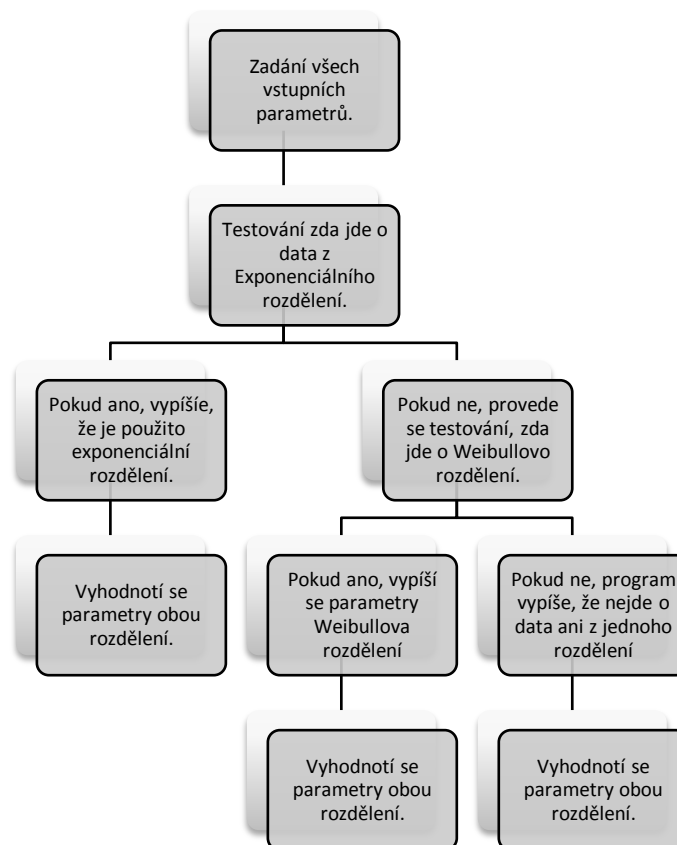 Zadání všech
vstupních
parametrů.
Testování zda jde o
data z
Exponenciálního
rozdělení.
Pokud ano, vypíšíe,
že je použito
exponenciální
rozdělení.
Pokud ne, provede
se testování, zda
jde o Weibullovo
rozdělení.
Vyhodnotí se
parametry obou
rozdělení.
Pokud ano, vypíší
se parametry
Weibullova
rozdělení
Pokud ne, program
vypíše, že nejde o
data ani z jednoho
rozdělení
Vyhodnotí se
parametry obou
rozdělení.
Vyhodnotí se
parametry obou
rozdělení.